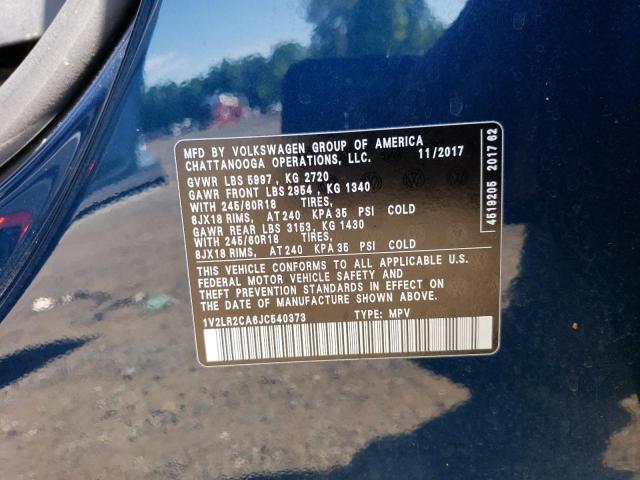 MFD BY VOLKSWAGEN GROUP OF AMERICA
CHATTANOOGA OPERATIONS, LLC. 11/2017
GVWR LBS 5997 , KG 2720
GAWR FRONT LBS 2954 , KG 1340
WITH 245/60R18 TIRES,
8JX18 RIMS, AT 240 KPA 35 PSI COLD
GAWR REAR LBS 3153, KG 1430
WITH 245/60R18 TIRES,
8JX18 RIMS, AT 240 KPA 35 PSI COLD
THIS VEHICLE CONFORMS TO ALL APPLICABLE U.S.
FEDERAL MOTOR VEHICLE SAFETY AND
THEFT PREVENTION STANDARDS IN EFFECT ON
THE DATE OF MANUFACTURE SHOWN ABOVE.
1V2LR2CA6JC540373 TYPE: MPV
4519205 2017 62